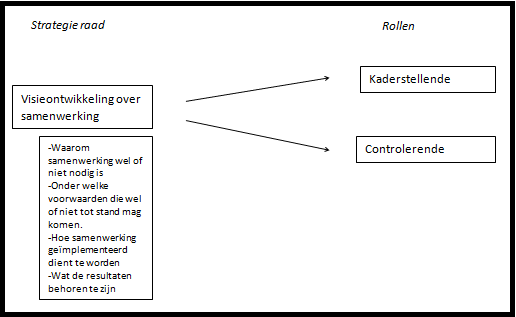 Strategie raad
Rollen
Kaderstellende
Visieontwikkeling over
samenwerking
Controlerende
-Waarom
samenwerking wel of
niet nodig is
-Onder welke
voorwaarden die wel
of niet tot stand mag
komen.
-Hoe samenwerking
geïmplementeerd
dient te worden
-Wat de resultaten
behoren te zijn